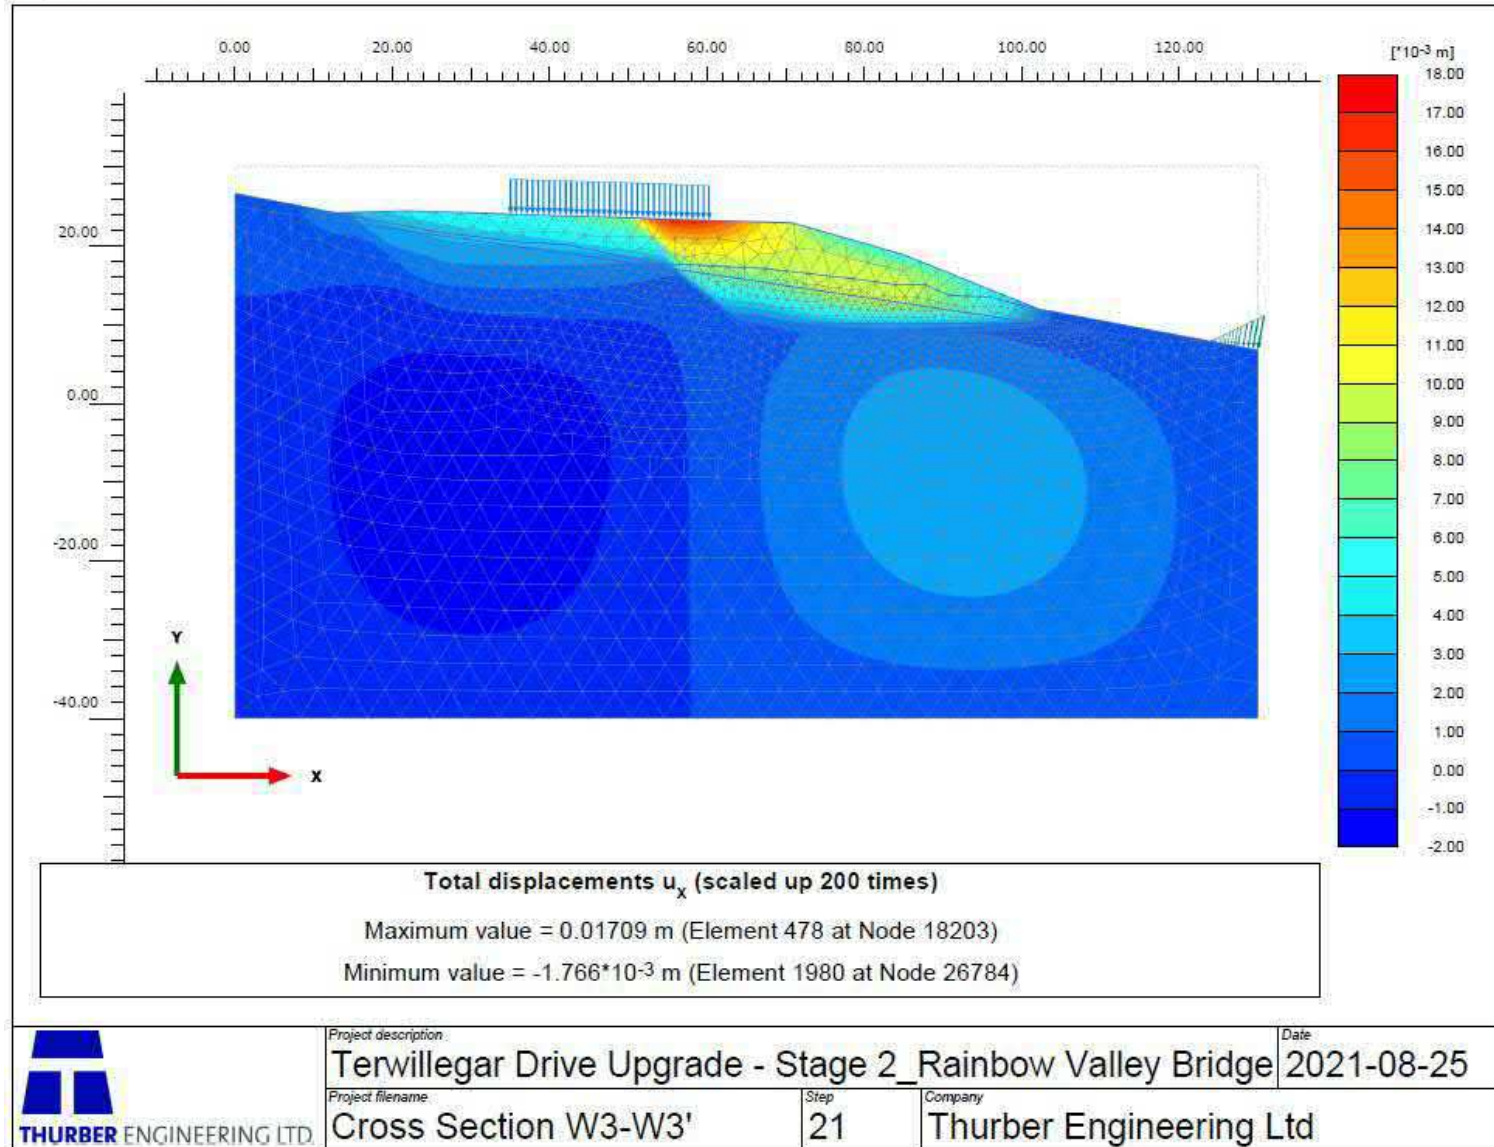 0.00 20.00 40.00 60.00 80.00 100.00 120.00
[*10-3 m]
18.00
17.00
16.00
15.00
14.00
13.00
12.00
11.00
10.00
9.00
8.00
7.00
6.00
5.00
4.00
3.00
2.00
1.00
0.00
-1.00
-2.00
20.00
0.00
-20.00
-40.00
Y
X
Total displacements ux (scaled up 200 times)
Maximum value = 0.01709 m (Element 478 at Node 18203)
Minimum value = -1.766*10-3 m (Element 1980 at Node 26784)
THURBER ENGINEERING LTD.
Project description
Terwillegar Drive Upgrade - Stage 2_Rainbow Valley Bridge
Date
2021-08-25
Project filename
Cross Section W3-W3'
Step
21
Company
Thurber Engineering Ltd